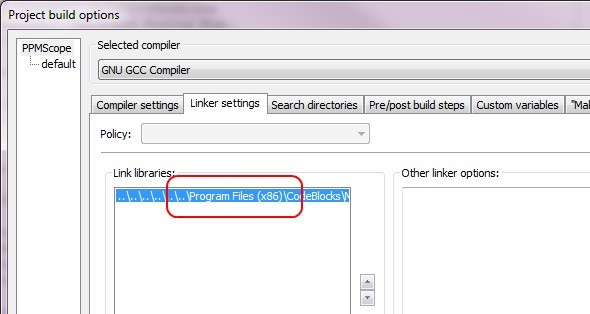 Project build options
PPMScope
default
Selected compiler
GNU GCC Compiler
Compiler settings Linker settings Search directories Pre/post build steps Custom variables "Mal
Policy:
Link libraries:
Other linker options:
..\..\..\..\..\..\Program Files (x86)\CodeBlocks\M